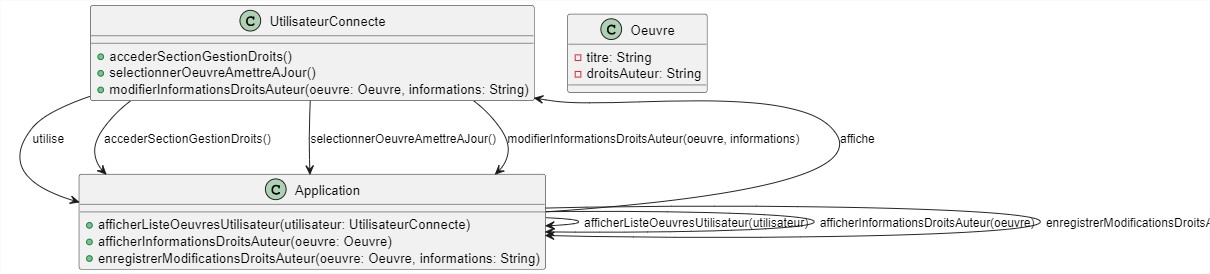 C UtilisateurConnecte
accederSectionGestionDroits()
selectionnerOeuvreAmettreAJour()
modifierInformationsDroitsAuteur(oeuvre: Oeuvre, informations: String)
C Oeuvre
titre: String
droitsAuteur: String
utilise
accederSectionGestionDroits()
selectionnerOeuvreAmettreAJour()
modifierInformationsDroitsAuteur(oeuvre, informations)
affiche
C Application
afficherListeOeuvresUtilisateur(utilisateur: UtilisateurConnecte)
afficherInformationsDroitsAuteur(oeuvre: Oeuvre)
enregistrerModificationsDroitsAuteur(oeuvre: Oeuvre, informations: String)
afficherListeOeuvresUtilisateur(utilisateur)
afficherInformationsDroitsAuteur(oeuvre)
enregistrerModificationsDroitsA